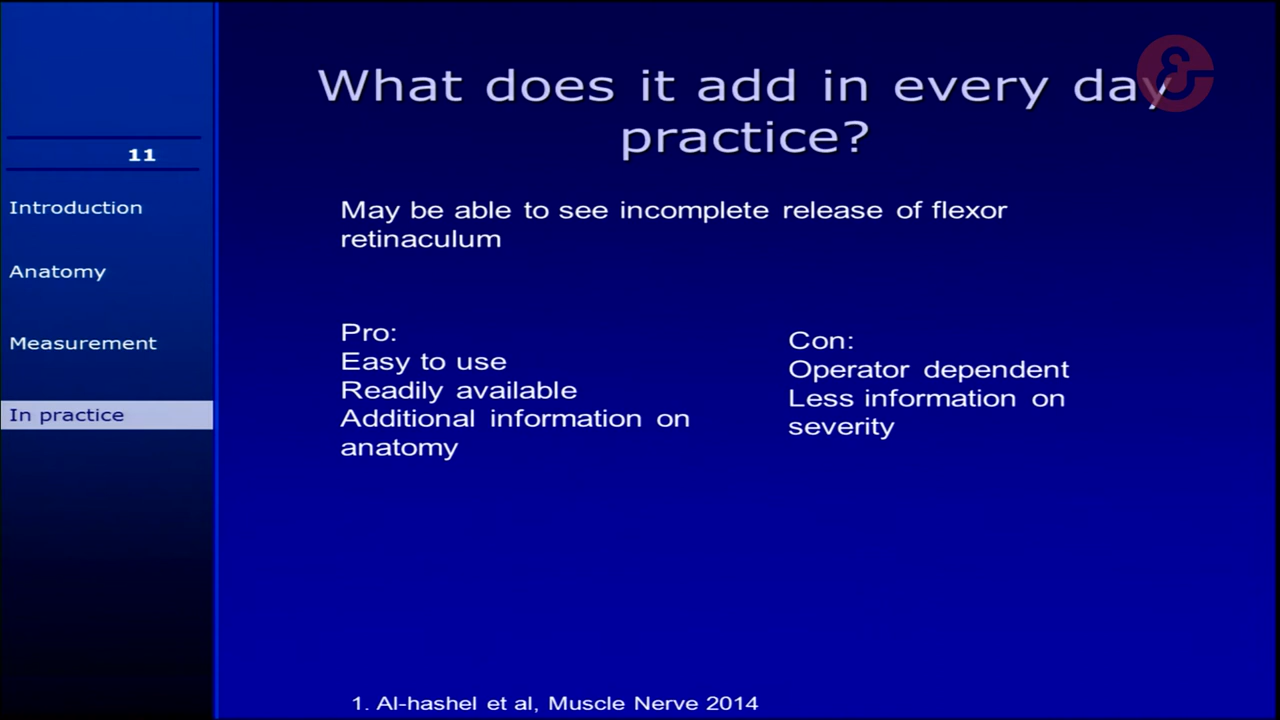 What does it add in every day
practice?
11
Introduction
Anatomy
Measurement
In practice
May be able to see incomplete release of flexor
retinaculum
Pro:
Easy to use
Readily available
Additional information on
anatomy
Con:
Operator dependent
Less information on
severity
1. Al-hashel et al, Muscle Nerve 2014
&